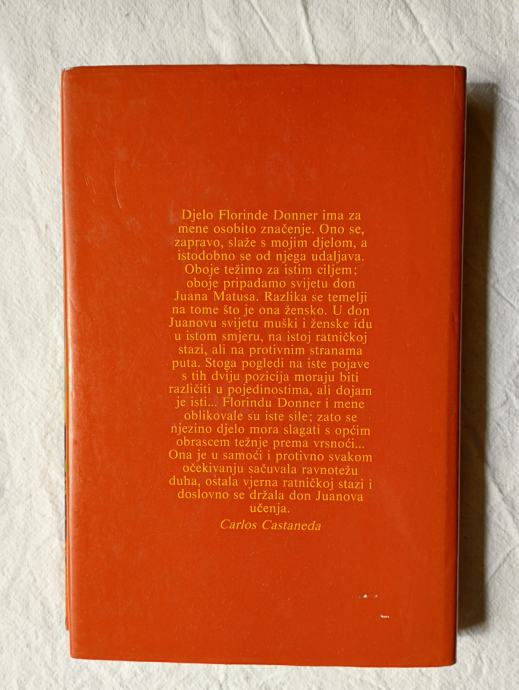 Djelo Florinde Donner ima za
mene osobito značenje. Ono se,
zapravo, slaže s mojim djelom, a
istodobno se od njega udaljava.
Oboje težimo za istim ciljem;
oboje pripadamo svijetu don
Juana Matusa. Razlika se temelji
na tome što je ona žensko. U don
Juanovu svijetu muški i ženske idu
u istom smjeru, na istoj ratničkoj
stazi, ali na protivnim stranama
puta. Stoga pogledi na iste pojave
s tih dviju pozicija moraju biti
različiti u pojedinostima, ali dojam
je isti... Florindu Donner i mene
oblikovale su iste sile; zato se
njezino djelo mora slagati s općim
obrascem težnje prema vrsnoći...
Ona je u samoći i protivno svakom
očekivanju sačuvala ravnotežu
duha, ostala vjerna ratničkoj stazi i
doslovno se držala don Juanova
učenja.
Carlos Castaneda